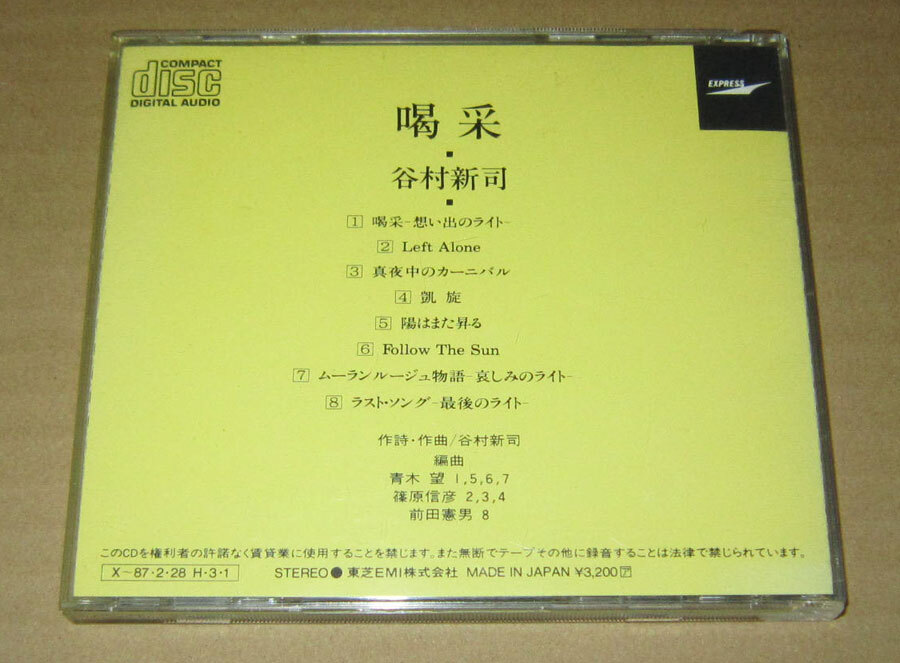 COMPACT
disc
DIGITAL AUDIO
EXPRESS
喝采
谷村新司
1 喝采-想い出のライト-
2 Left Alone
3 真夜中のカーニバル
4 凱旋
5 陽はまた昇る
6 Follow The Sun
7 ムーランルージュ物語-哀しみのライト-
8 ラスト・ソング-最後のライト-
作詩・作曲/谷村新司
編曲
青木 望 1,5,6,7
篠原信彦 2,3,4
前田憲男 8
このCDを権利者の許諾なく賃貸業に使用することを禁じます。また無断でテープその他に録音することは法律で禁じられています。
X〜87・2・28 H・3・1 STEREO●東芝EMI株式会社 MADE IN JAPAN ¥3,200ア